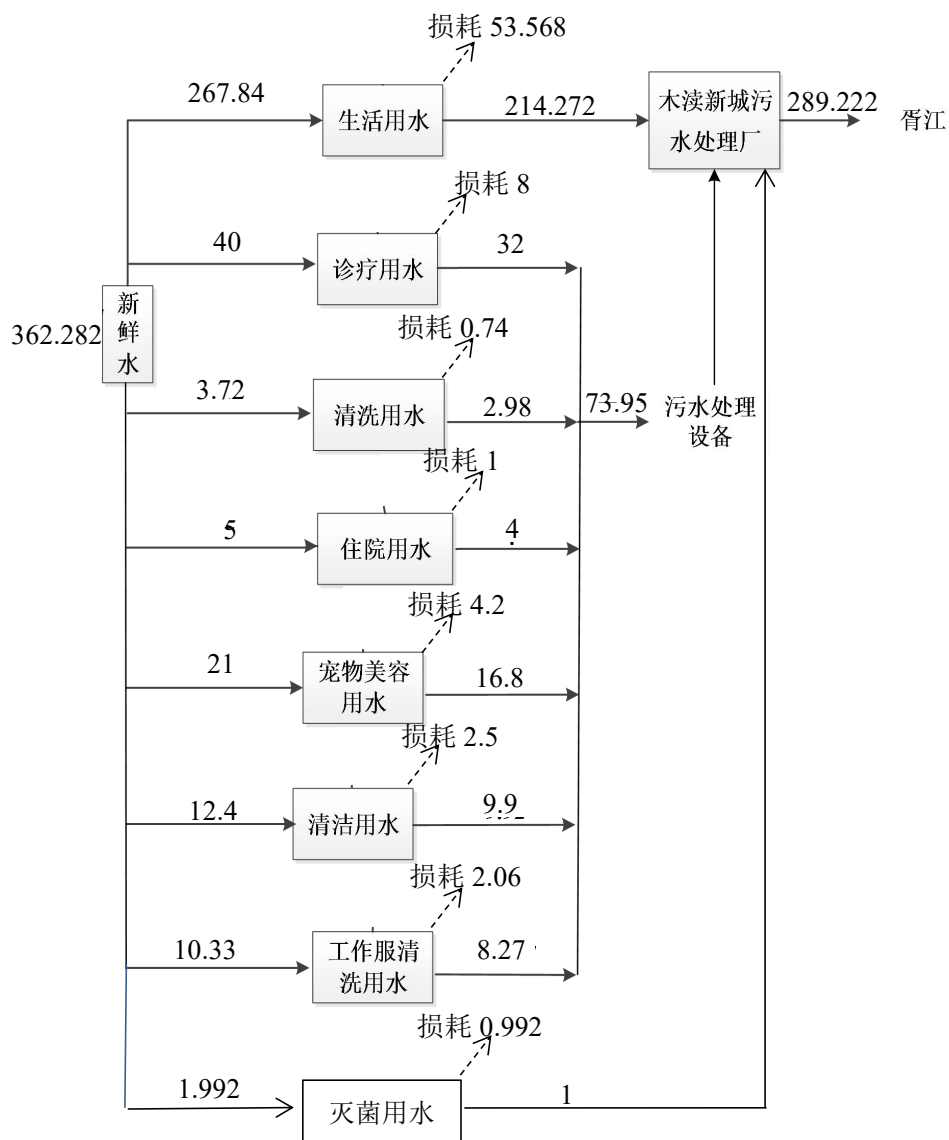 损耗 53.568
267.84
生活用水
214.272
木渎新城污
水处理厂
289.222
胥江
损耗 8
40
诊疗用水
32
新
鲜
水
362.282
损耗 0.74
3.72
清洗用水
2.98
73.95
污水处理
设备
损耗 1
5
住院用水
4
损耗 4.2
21
宠物美容
用水
16.8
损耗 2.5
12.4
清洁用水
9.9
损耗 2.06
10.33
工作服清
洗用水
8.27
损耗 0.992
1.992
灭菌用水
1